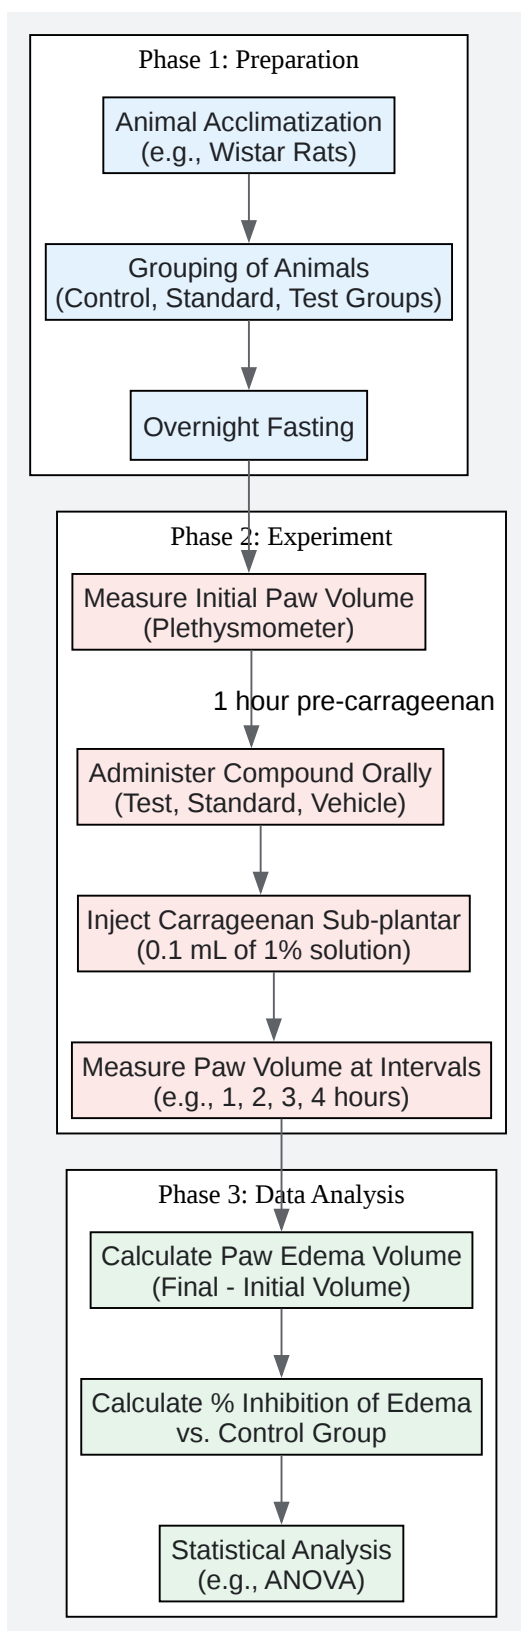 Phase 1: Preparation
Animal Acclimatization
(e.g., Wistar Rats)
Grouping of Animals
(Control, Standard, Test Groups)
Overnight Fasting
Phase 2: Experiment
Measure Initial Paw Volume
(Plethysmometer)
1 hour pre-carrageenan
Administer Compound Orally
(Test, Standard, Vehicle)
Inject Carrageenan Sub-plantar
(0.1 mL of 1% solution)
Measure Paw Volume at Intervals
(e.g., 1, 2, 3, 4 hours)
Phase 3: Data Analysis
Calculate Paw Edema Volume
(Final - Initial Volume)
Calculate % Inhibition of Edema
vs. Control Group
Statistical Analysis
(e.g., ANOVA)